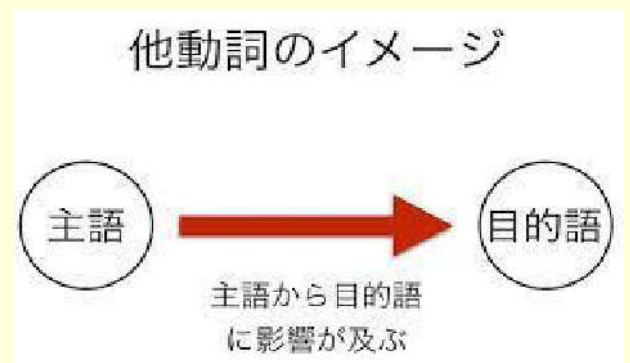 他動詞のイメージ
主語
目的語
主語から目的語
に影響が及ぶ